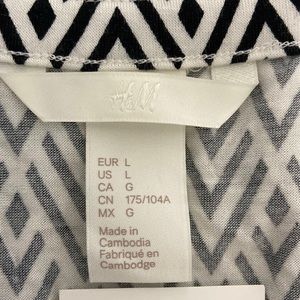 H&M
EUR L
US L
CA G
CN 175/104A
MX G
Made in
Cambodia
Fabriqué en
Cambodge